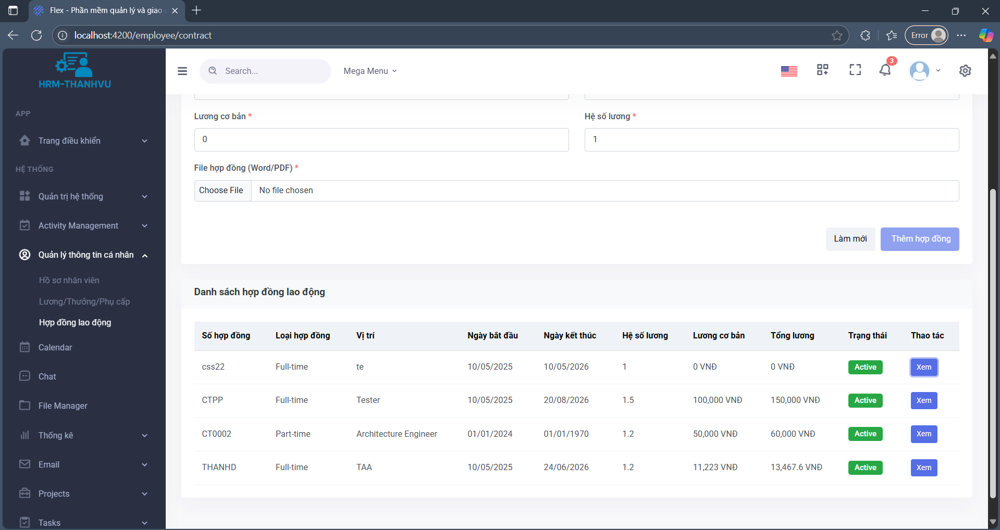 Flex - Phần mềm quản lý và giao
localhost:4200/employee/contract
Error
HRM-THANHVU
APP
Trang điều khiển
HỆ THỐNG
Quản trị hệ thống
Activity Management
Quản lý thông tin cá nhân
Hồ sơ nhân viên
Lương/Thưởng/Phụ cấp
Hợp đồng lao động
Calendar
Chat
File Manager
Thống kê
Email
Projects
Tasks
Search...
Mega Menu
3
Lương cơ bản *
Hệ số lương *
0
1
File hợp đồng (Word/PDF) *
Choose File No file chosen
Làm mới
Thêm hợp đồng
Danh sách hợp đồng lao động
Số hợp đồng Loại hợp đồng Vị trí Ngày bắt đầu Ngày kết thúc Hệ số lương Lương cơ bản Tổng lương Trạng thái Thao tác
css22 Full-time te 10/05/2025 10/05/2026 1 0 VNĐ 0 VNĐ Active Xem
CTPP Full-time Tester 10/05/2025 20/08/2026 1.5 100,000 VNĐ 150,000 VNĐ Active Xem
CT0002 Part-time Architecture Engineer 01/01/2024 01/01/1970 1.2 50,000 VNĐ 60,000 VNĐ Active Xem
THANHD Full-time TAA 10/05/2025 24/06/2026 1.2 11,223 VNĐ 13,467.6 VNĐ Active Xem